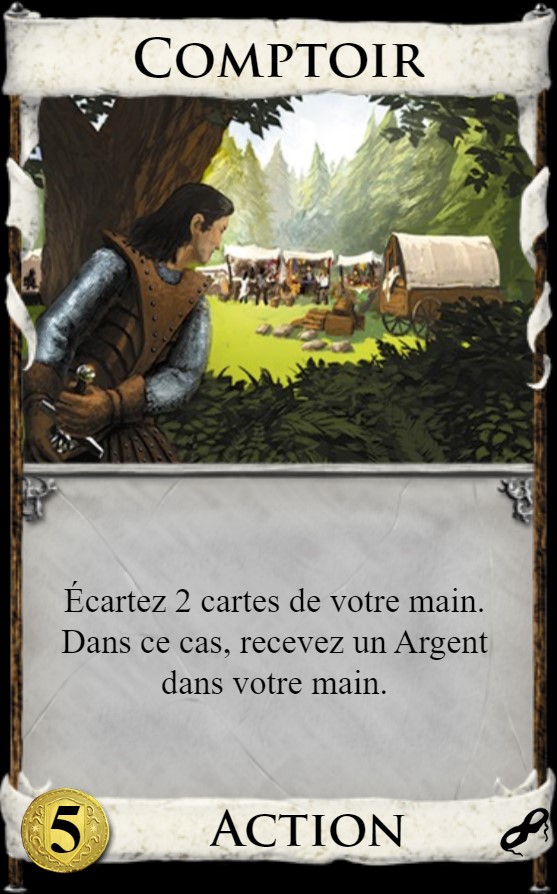 Comptoir
Écartez 2 cartes de votre main.
Dans ce cas, recevez un Argent
dans votre main.
5
Action